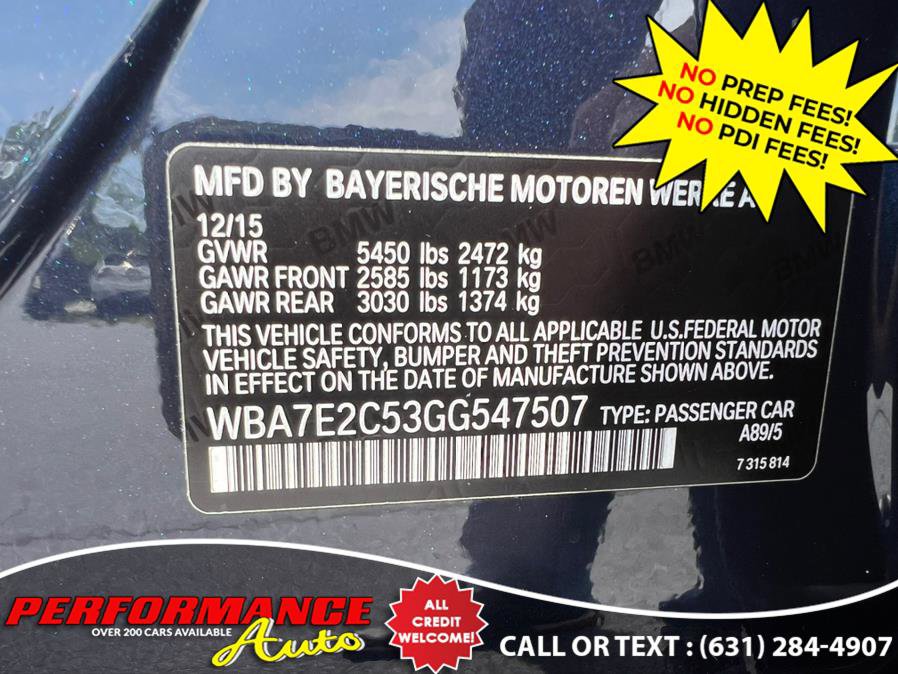 NO PREP FEES!
NO HIDDEN FEES!
NO PDI FEES!
MFD BY BAYERISCHE MOTOREN WERKE A
12/15
GVWR 5450 lbs 2472 kg
GAWR FRONT 2585 lbs 1173 kg
GAWR REAR 3030 lbs 1374 kg
THIS VEHICLE CONFORMS TO ALL APPLICABLE U.S.FEDERAL MOTOR
VEHICLE SAFETY, BUMPER AND THEFT PREVENTION STANDARDS
IN EFFECT ON THE DATE OF MANUFACTURE SHOWN ABOVE.
WBA7E2C53GG547507 TYPE: PASSENGER CAR
A89/5
7 315 814
BMW
BMW
BMW
PERFORMANCE
OVER 200 CARS AVAILABLE
Auto
ALL
CREDIT
WELCOME!
CALL OR TEXT : (631) 284-4907